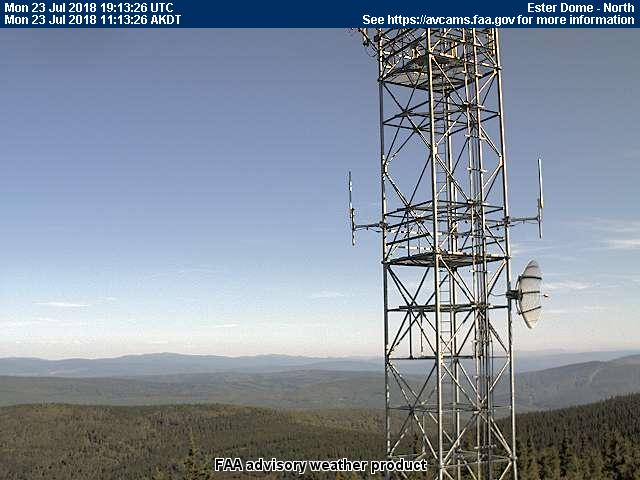 Mon 23 Jul 2018 19:13:26 UTC Ester Dome - North
Mon 23 Jul 2018 11:13:26 AKDT See https://avcams.faa.gov for more information
FAA advisory weather product